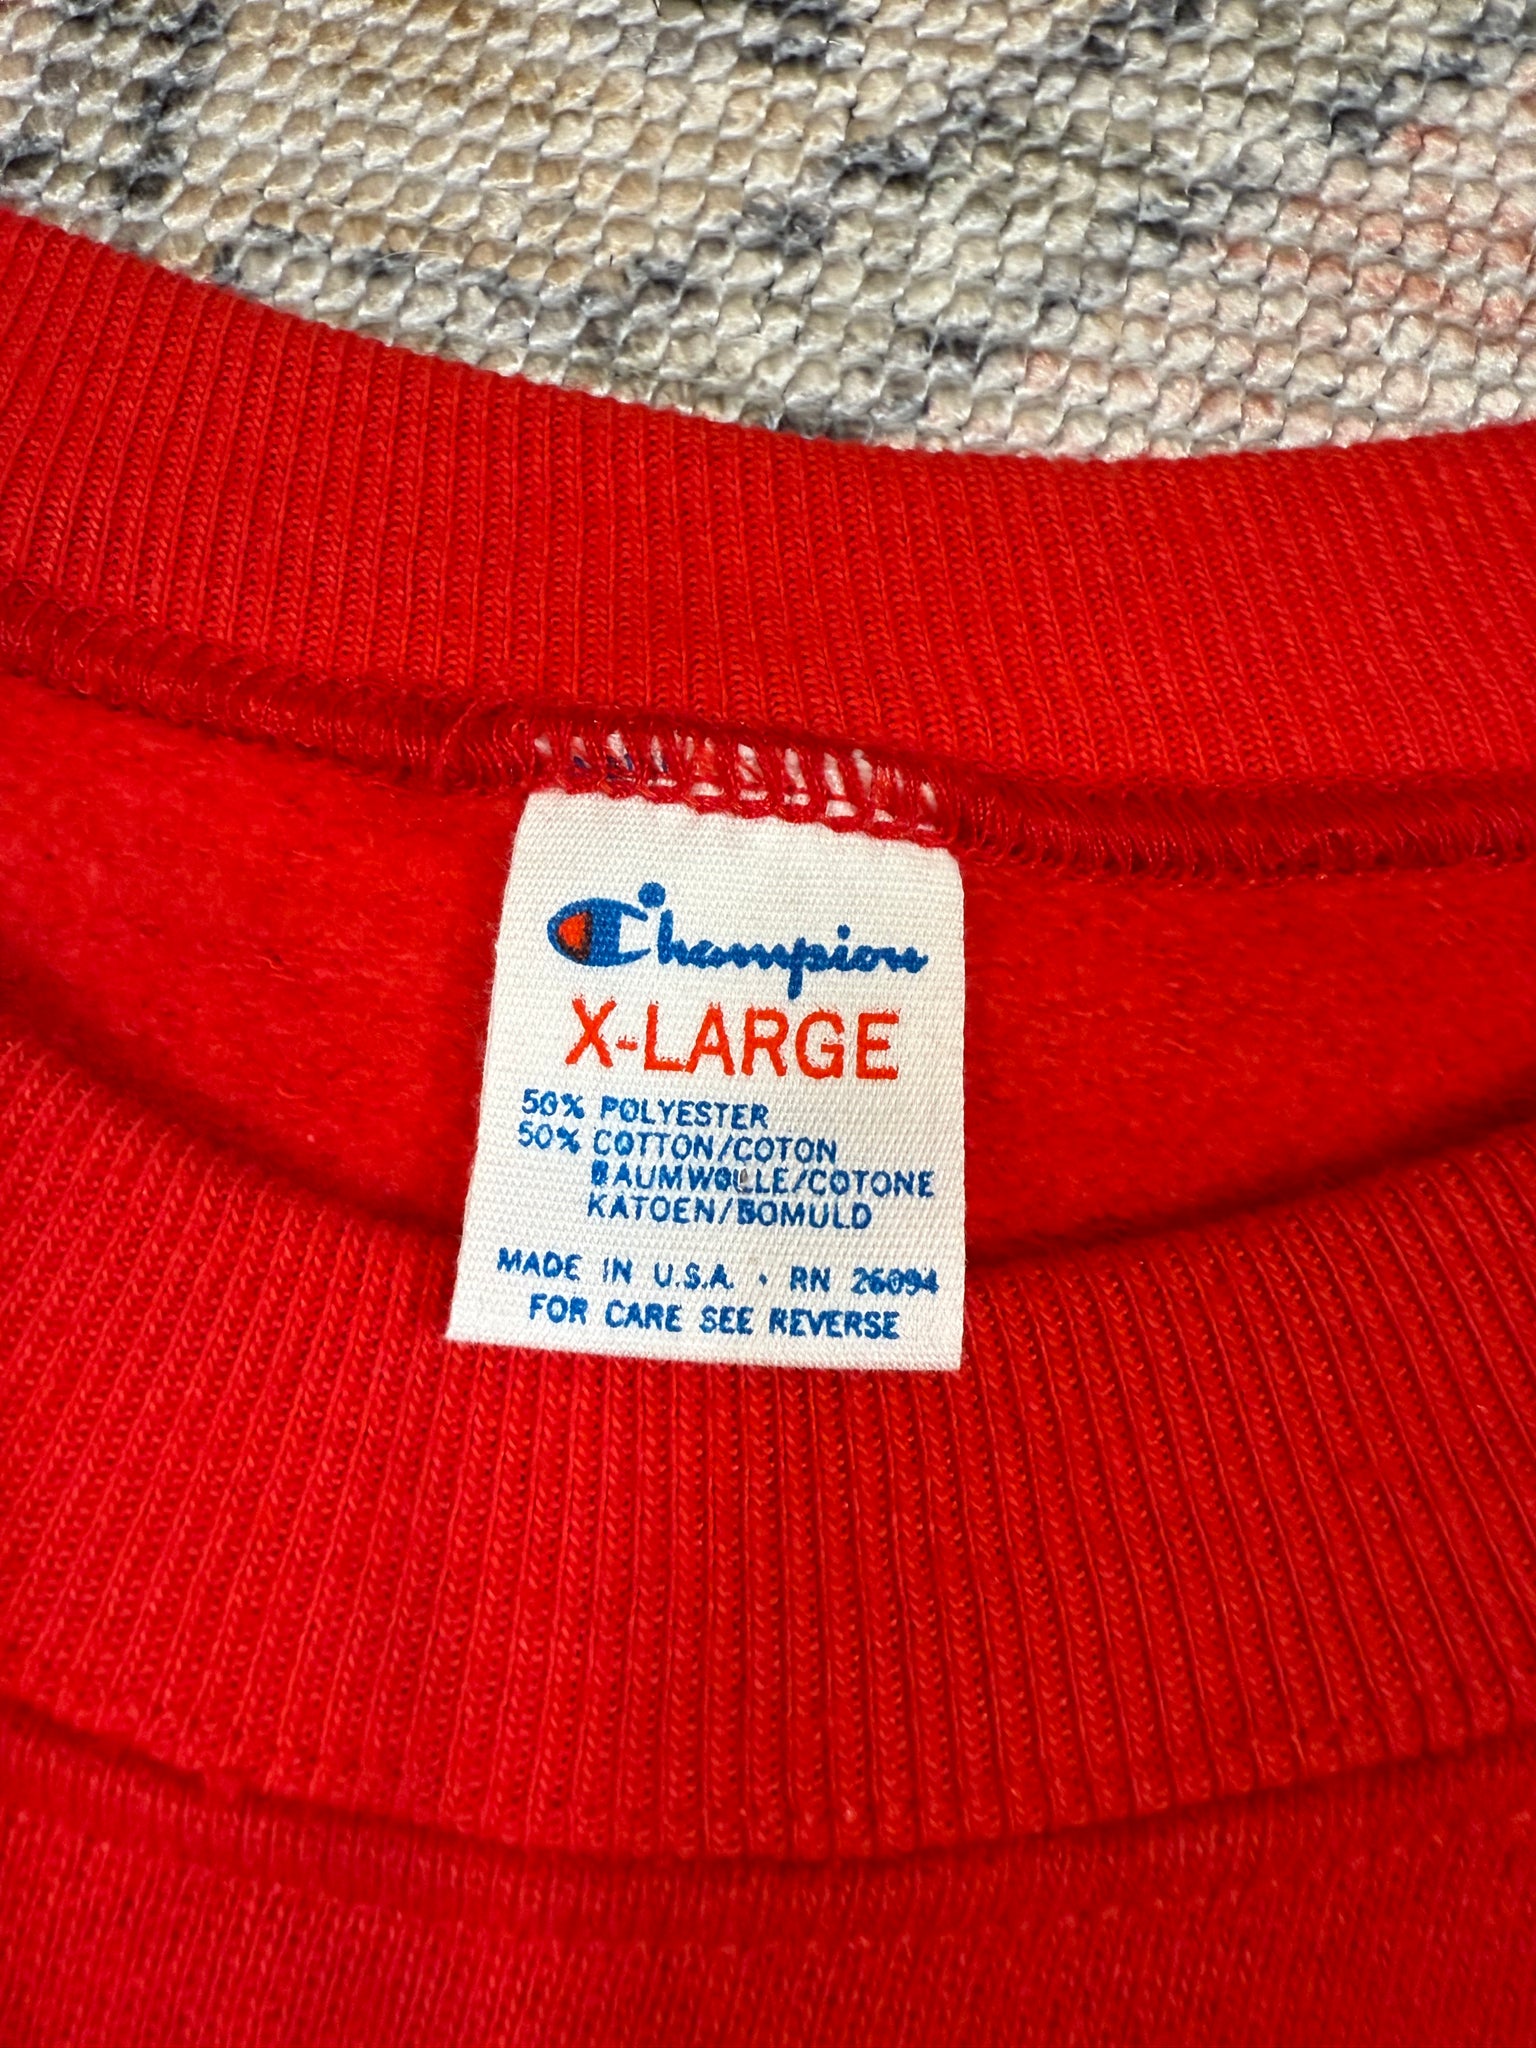 Champion
X-LARGE
50% POLYESTER
50% COTTON/COTON
BAUMWOLLE/COTONE
KATOEN/BOMULD
MADE IN U.S.A. • RN 26094
FOR CARE SEE REVERSE